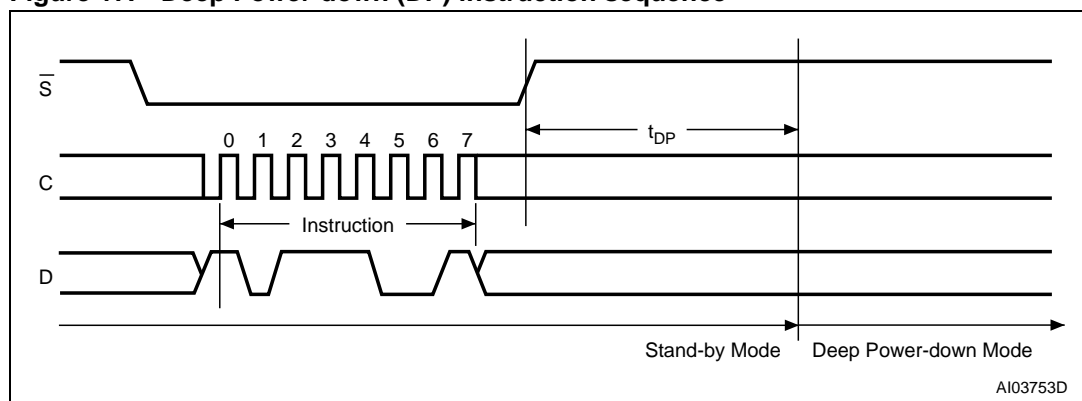 Figure 17. Deep Power-down (DP) instruction sequence
S
tDP
0 1 2 3 4 5 6 7
C
Instruction
D
Stand-by Mode Deep Power-down Mode
AI03753D